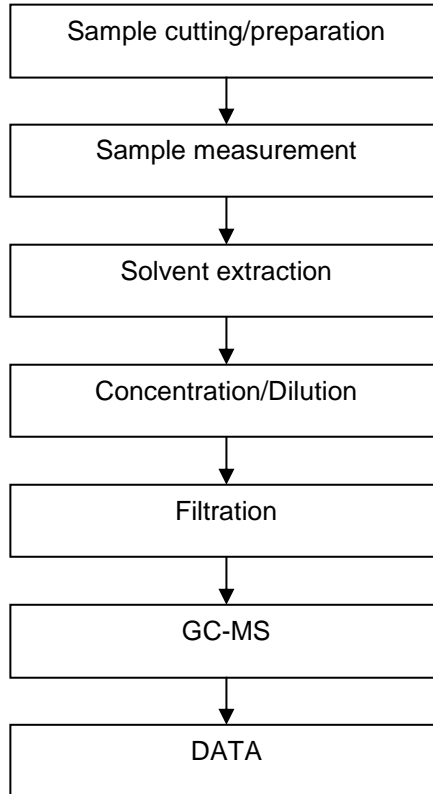 Sample cutting/preparation
Sample measurement
Solvent extraction
Concentration/Dilution
Filtration
GC-MS
DATA